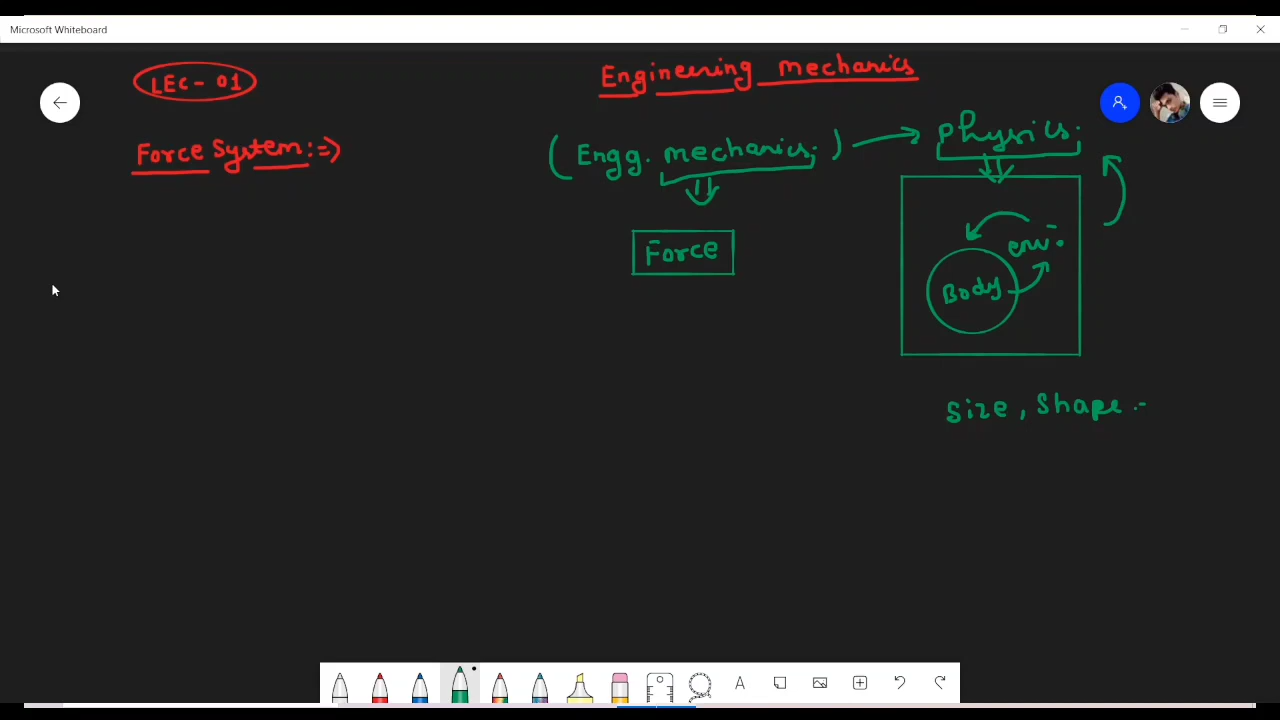 Microsoft Whiteboard
LEC-01
Engineering mechanics
Force System:⇒
(Engg. mechanics.) → Physics.
Force
env.
Body
Size, Shape.-
A